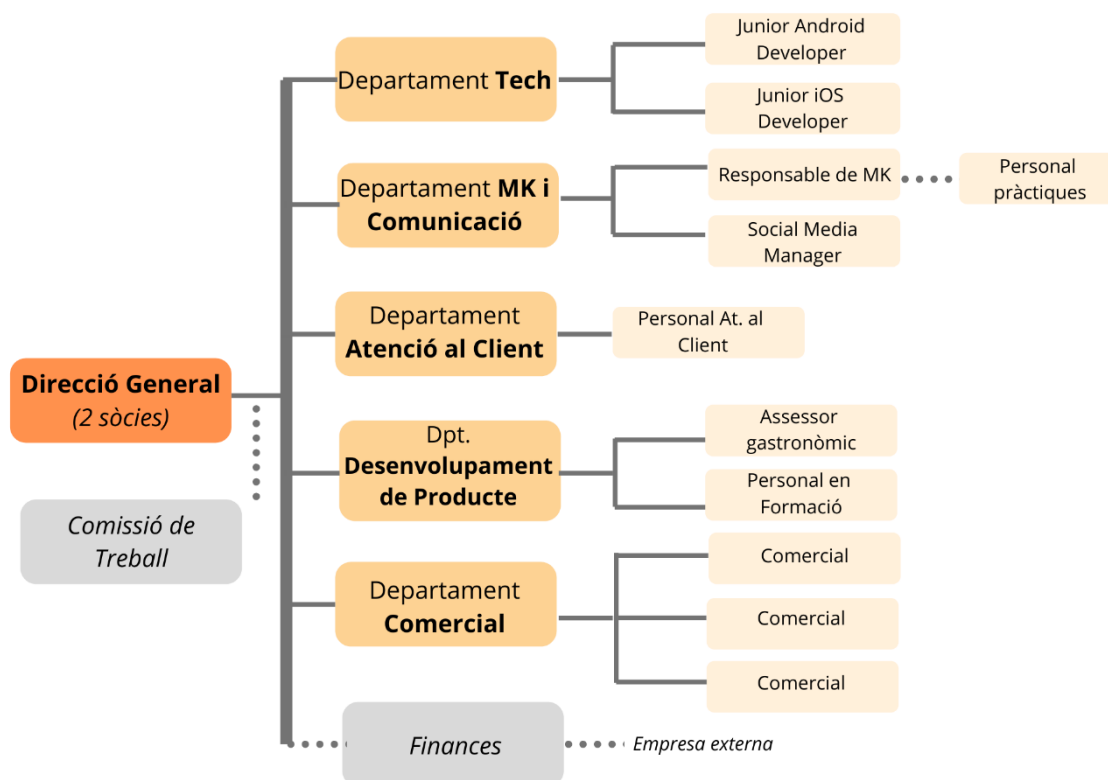 Direcció General
(2 sòcies)
Comissió de
Treball
Departament Tech
Junior Android
Developer
Junior iOS
Developer
Departament MK i
Comunicació
Responsable de MK
Personal
pràctiques
Social Media
Manager
Departament
Atenció al Client
Personal At. al
Client
Dpt.
Desenvolupament
de Producte
Assessor
gastronòmic
Personal en
Formació
Departament
Comercial
Comercial
Comercial
Comercial
Finances
Empresa externa